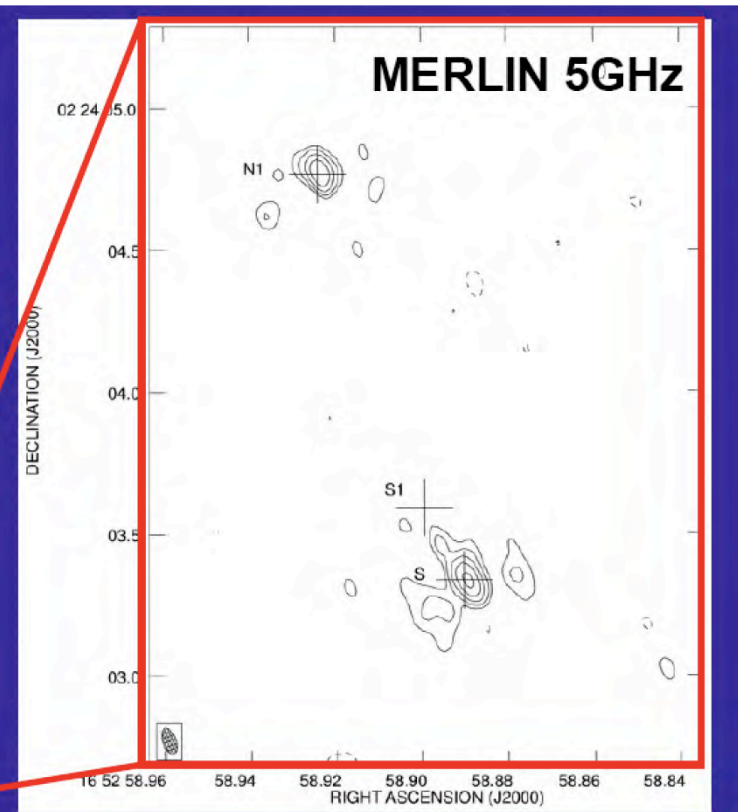 MERLIN 5GHz
02 24 05.0
N1
04.5
DECLINATION (J2000)
04.0
S1
03.5
S
03.0
16 52 58.96 58.94 58.92 58.90 58.88 58.86 58.84
RIGHT ASCENSION (J2000)